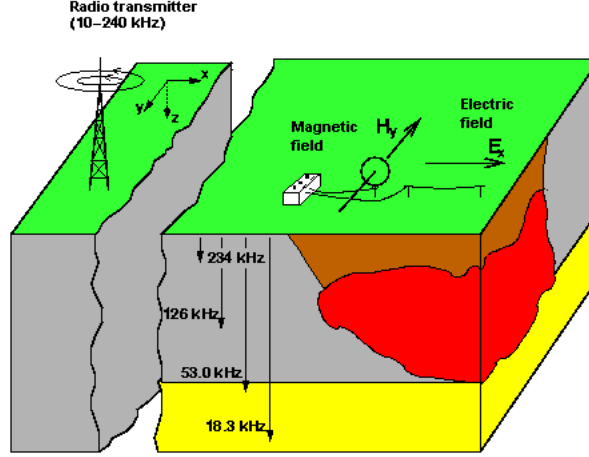 Radio transmitter
(10–240 kHz)
x
y
z
Magnetic
field
Hy
Electric
field
Ex
234 kHz
126 kHz
53.0 kHz
18.3 kHz